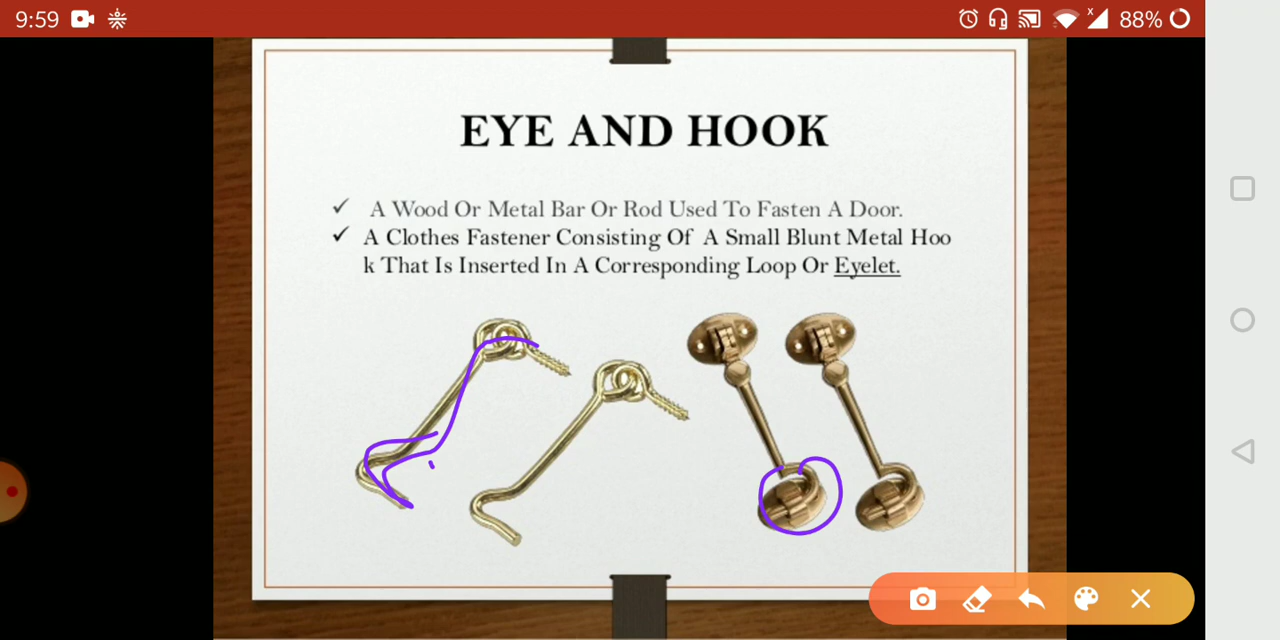 9:59
88%
EYE AND HOOK
✓ A Wood Or Metal Bar Or Rod Used To Fasten A Door.
✓ A Clothes Fastener Consisting Of A Small Blunt Metal Hoo
k That Is Inserted In A Corresponding Loop Or Eyelet.